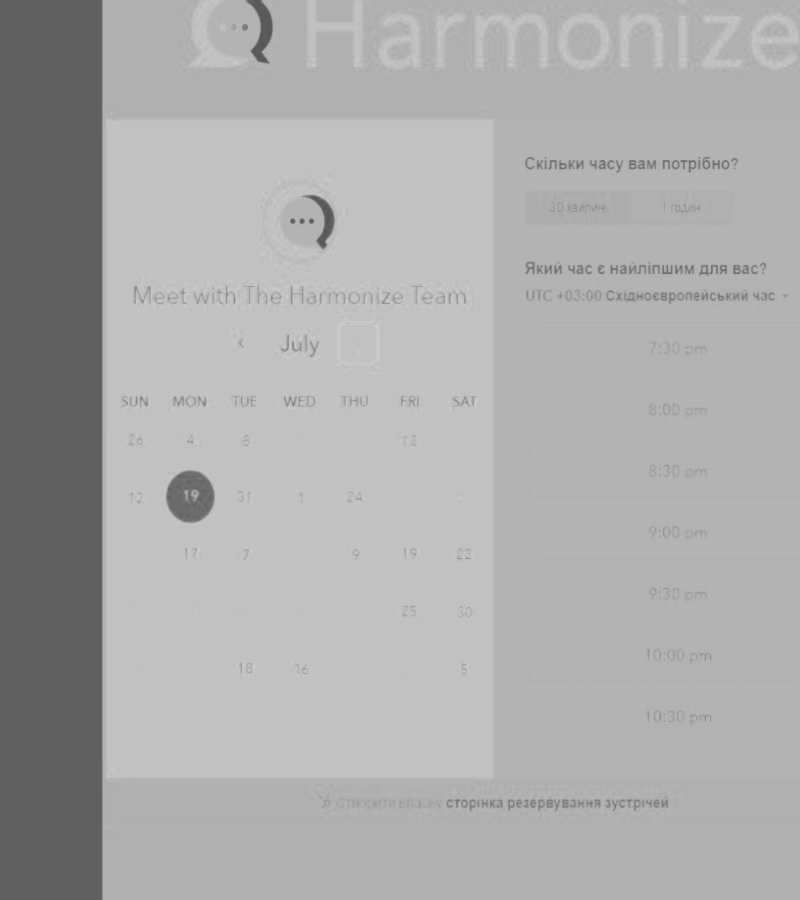 Harmonize
Meet with The Harmonize Team
‹ July
SUN MON TUE WED THU FRI SAT
26 4 8 13
12 19 31 1 24
17 7 9 19 22
25 30
18 16 5
Скільки часу вам потрібно?
30 хвилин 1 годин
Який час є найліпшим для вас?
UTC +03:00 Східноєвропейський час
7:30 pm
8:00 pm
8:30 pm
9:00 pm
9:30 pm
10:00 pm
10:30 pm
Створити власну сторінка резервування зустрічей